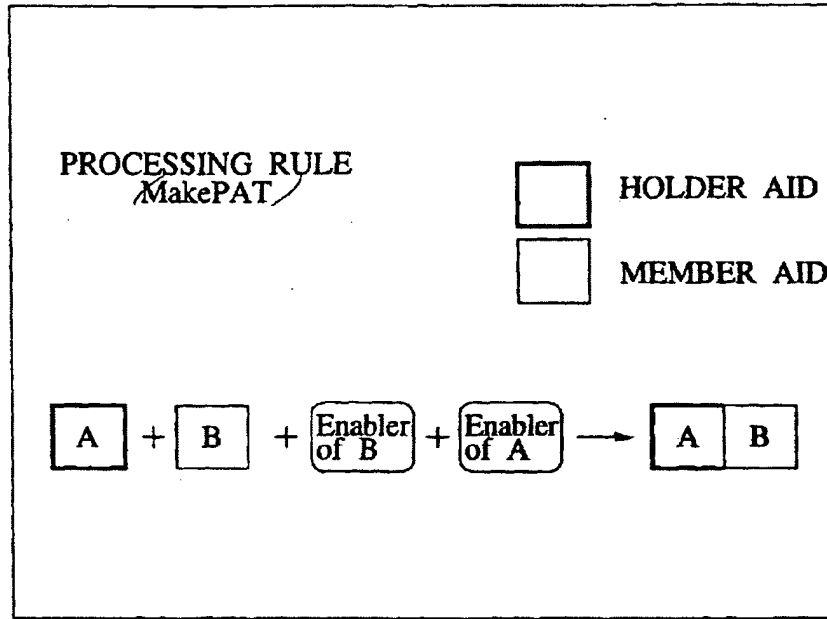 PROCESSING RULE
MakePAT
HOLDER AID
MEMBER AID
A + B + Enabler of B + Enabler of A → A B